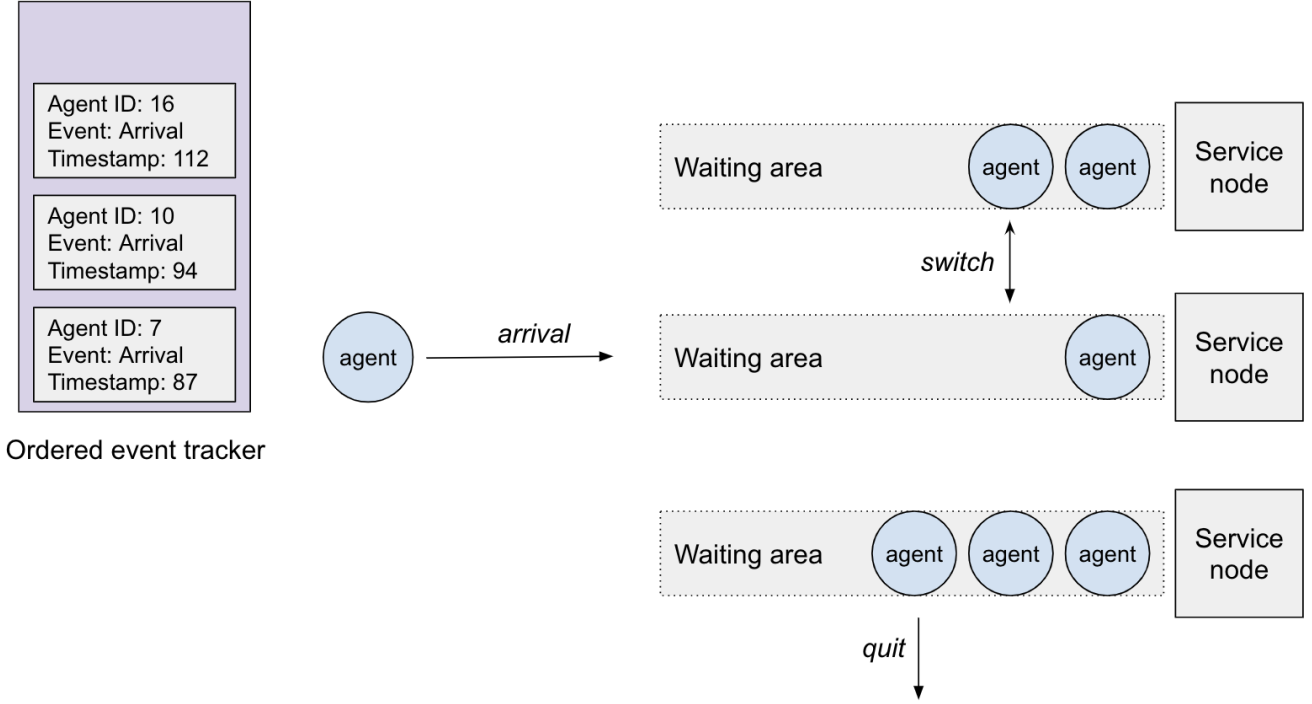 Agent ID: 16
Event: Arrival
Timestamp: 112
Agent ID: 10
Event: Arrival
Timestamp: 94
Agent ID: 7
Event: Arrival
Timestamp: 87
Ordered event tracker
agent
arrival
Waiting area
agent
agent
Service
node
switch
Waiting area
agent
Service
node
Waiting area
agent
agent
agent
Service
node
quit